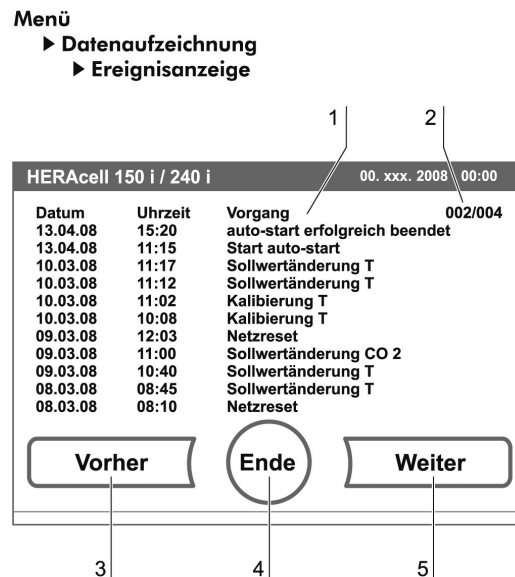 Menü
▶ Datenaufzeichnung
▶ Ereignisanzeige
1 2
HERAcell 150 i / 240 i 00. xxx. 2008 00:00
Datum Uhrzeit Vorgang 002/004
13.04.08 15:20 auto-start erfolgreich beendet
13.04.08 11:15 Start auto-start
10.03.08 11:17 Sollwertänderung T
10.03.08 11:12 Sollwertänderung T
10.03.08 11:02 Kalibierung T
10.03.08 10:08 Kalibierung T
09.03.08 12:03 Netzreset
09.03.08 11:00 Sollwertänderung CO 2
09.03.08 10:40 Sollwertänderung T
08.03.08 08:45 Sollwertänderung T
08.03.08 08:10 Netzreset
Vorher Ende Weiter
3 4 5